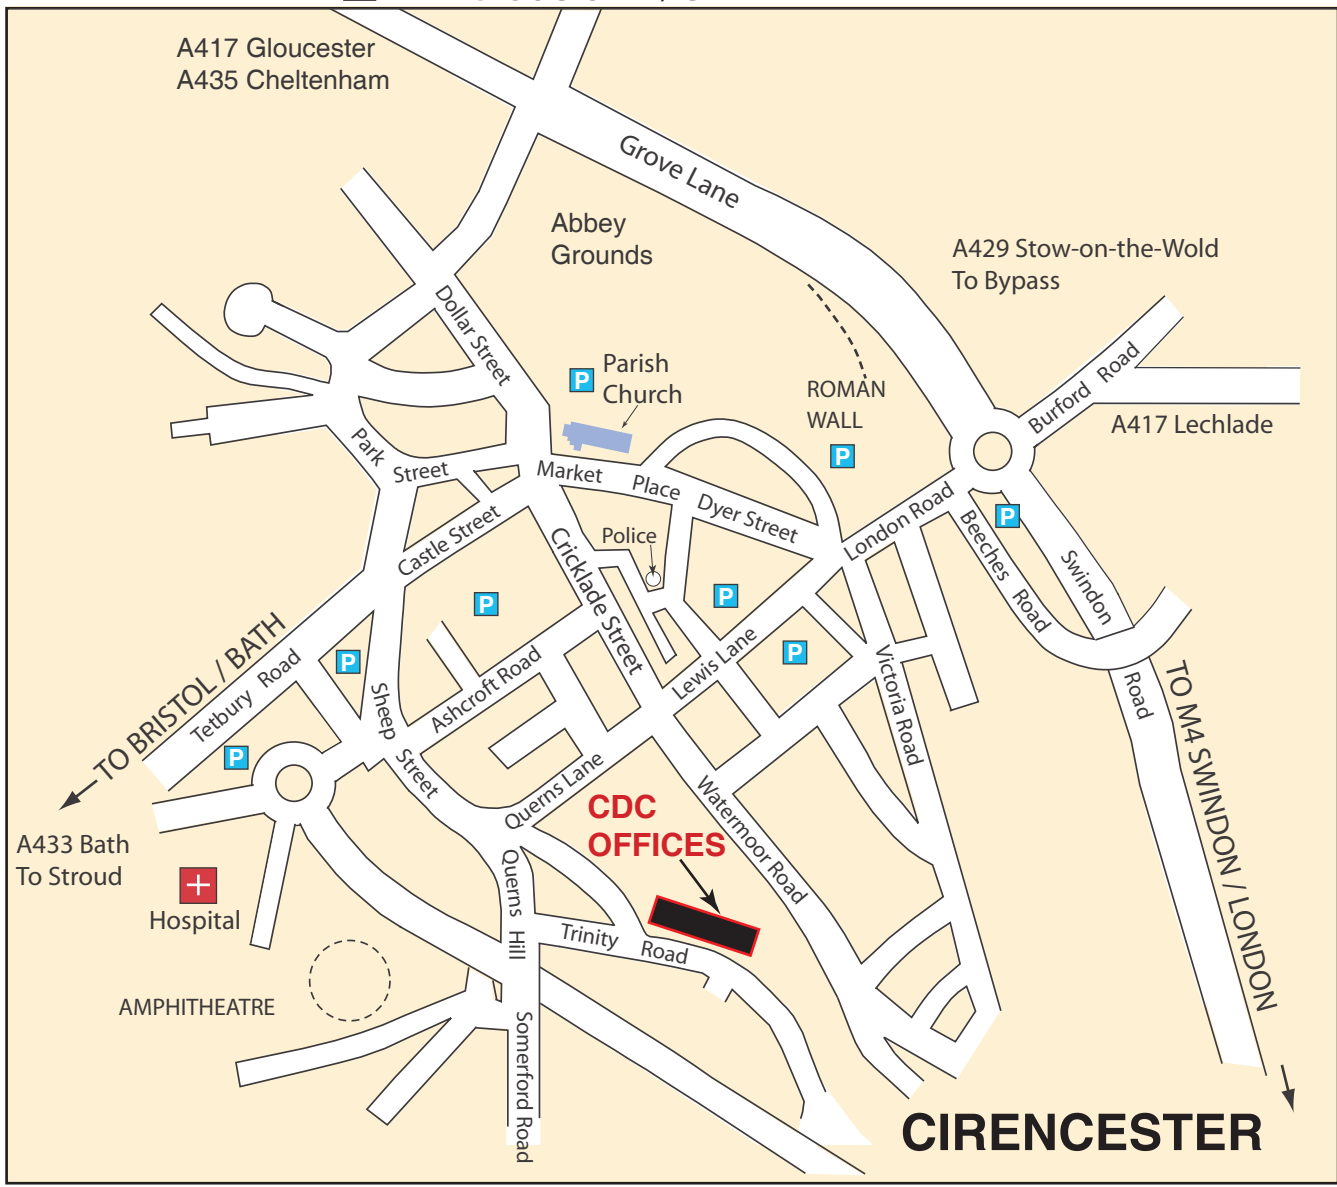 A417 Gloucester
A435 Cheltenham
Grove Lane
Abbey
Grounds
A429 Stow-on-the-Wold
To Bypass
Dollar Street
Burford Road
A417 Lechlade
P
Parish
Church
ROMAN
WALL
P
Park
Street
Market Place
Dyer Street
London Road
P
Castle Street
Cricklade Street
Police
Beeches Road
Swindon
Road
P
P
P
P
Lewis Lane
Victoria Road
TO BRISTOL / BATH
Tetbury Road
Sheep
Street
Ashcroft Road
TO M4 SWINDON / LONDON
P
Querns Lane
CDC
OFFICES
Watermoor Road
A433 Bath
To Stroud
Hospital
Querns Hill
Trinity Road
AMPHITHEATRE
Somerford Road
CIRENCESTER